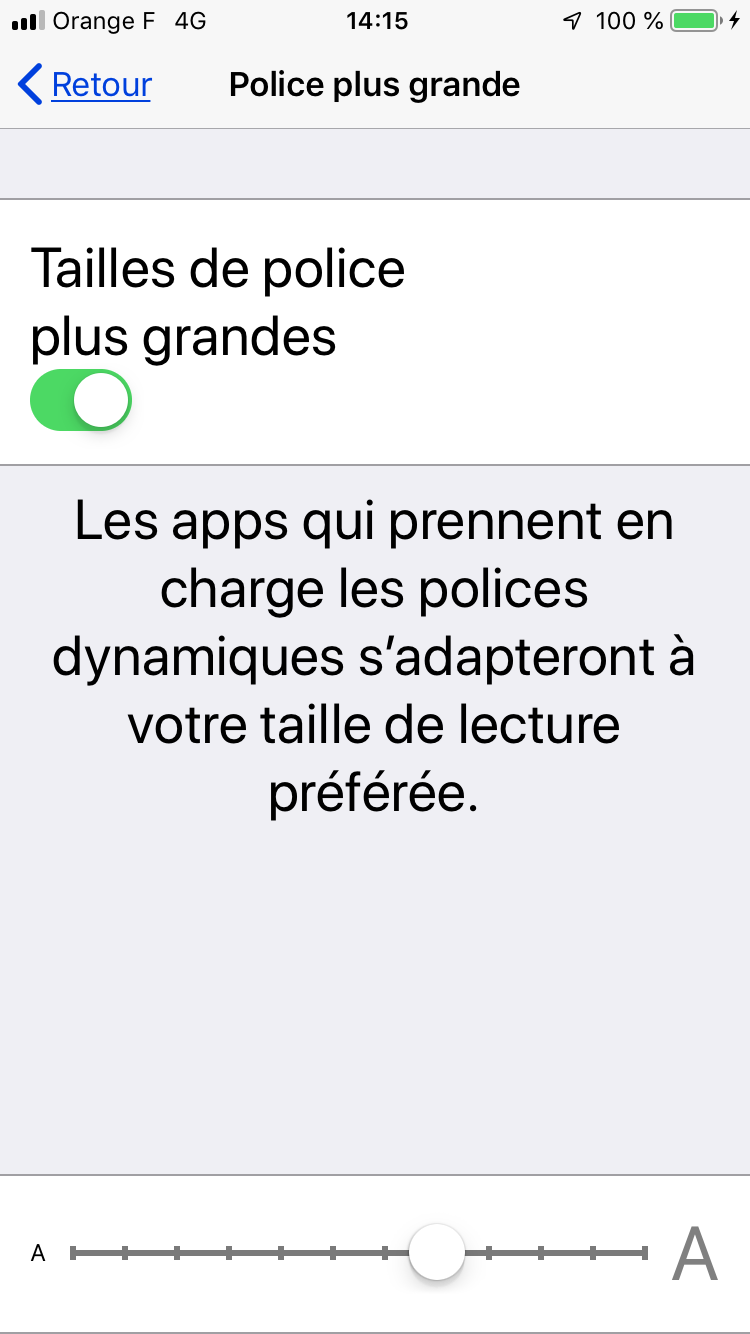 Orange F 4G 14:15 100 %
Retour Police plus grande
Tailles de police
plus grandes
Les apps qui prennent en
charge les polices
dynamiques s’adapteront à
votre taille de lecture
préférée.
A A